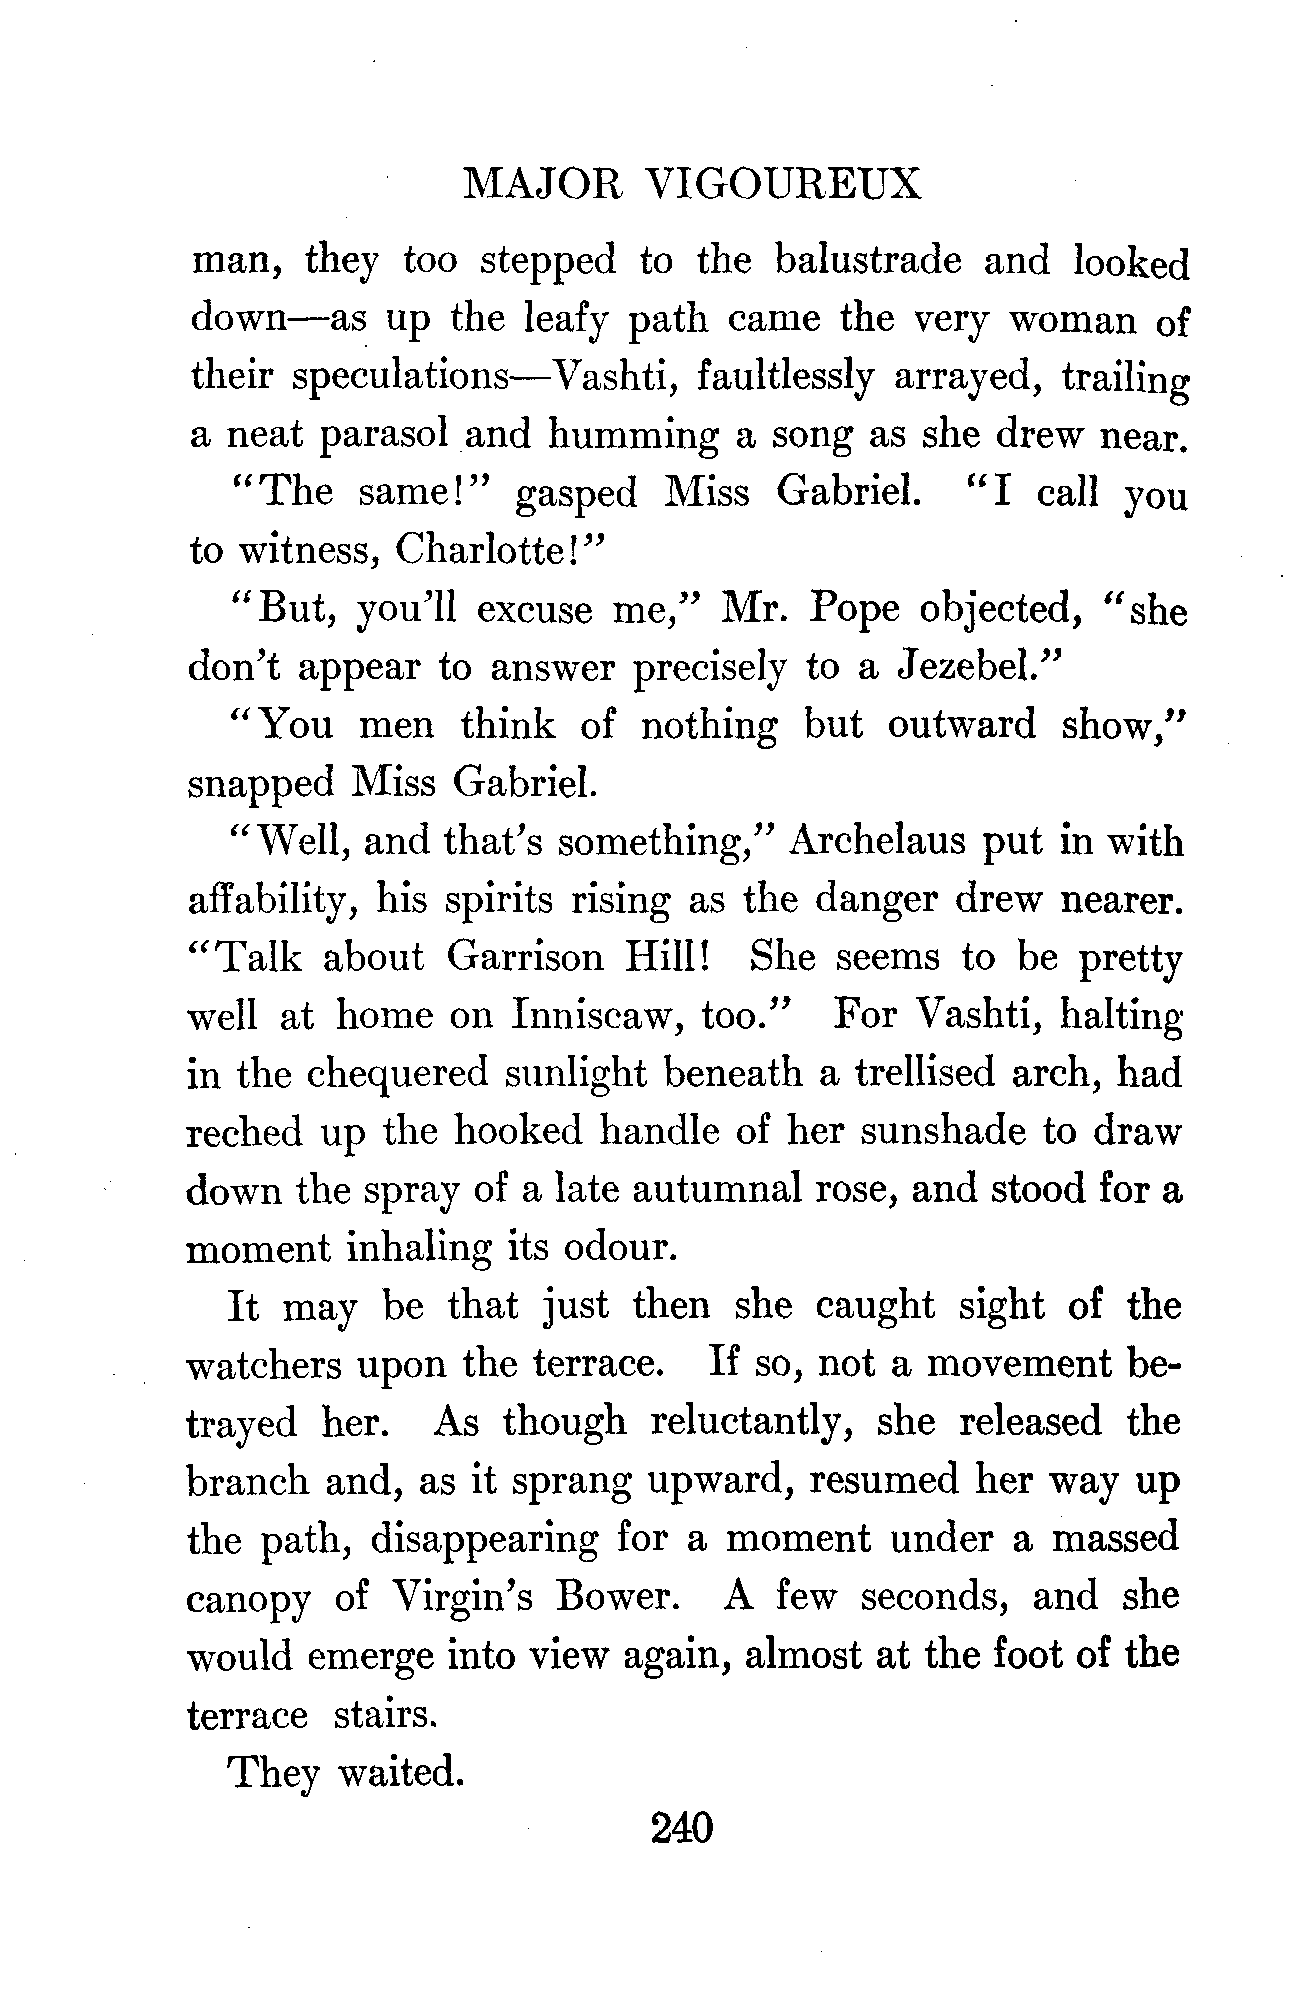 MAJOR VIGOUREUX
man, they too stepped to the balustrade and looked
down—as up the leafy path came the very woman of
their speculations—Vashti, faultlessly arrayed, trailing
a neat parasol and humming a song as she drew near.
"The same!" gasped Miss Gabriel. "I call you
to witness, Charlotte!"
"But, you'll excuse me," Mr. Pope objected, "she
don't appear to answer precisely to a Jezebel."
"You men think of nothing but outward show,"
snapped Miss Gabriel.
"Well, and that's something," Archelaus put in with
affability, his spirits rising as the danger drew nearer.
"Talk about Garrison Hill! She seems to be pretty
well at home on Inniscaw, too." For Vashti, halting
in the chequered sunlight beneath a trellised arch, had
reched up the hooked handle of her sunshade to draw
down the spray of a late autumnal rose, and stood for a
moment inhaling its odour.
It may be that just then she caught sight of the
watchers upon the terrace. If so, not a movement be-
trayed her. As though reluctantly, she released the
branch and, as it sprang upward, resumed her way up
the path, disappearing for a moment under a massed
canopy of Virgin's Bower. A few seconds, and she
would emerge into view again, almost at the foot of the
terrace stairs.
They waited.
240